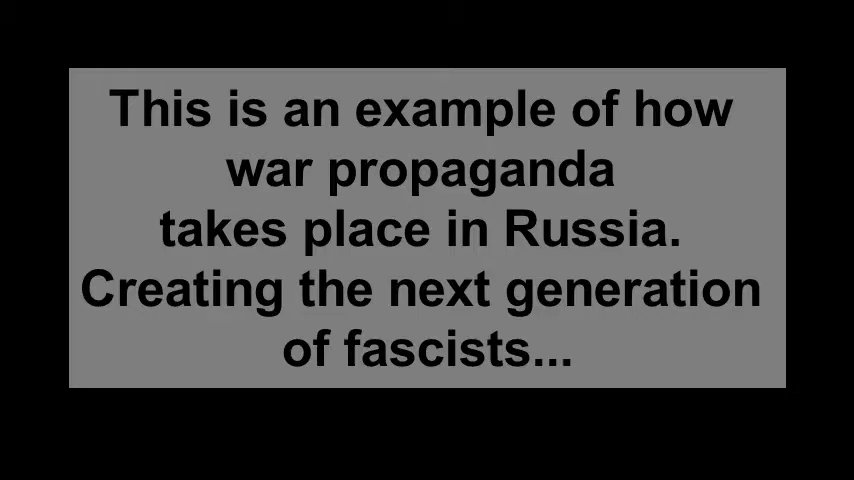 This is an example of how
war propaganda
takes place in Russia.
Creating the next generation
of fascists...